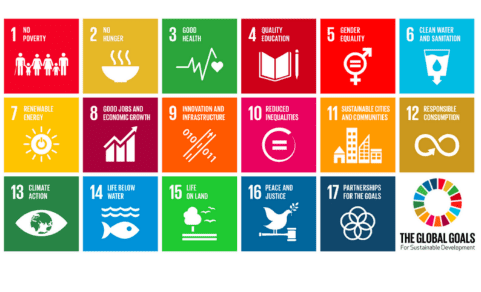 1 NO
POVERTY
2 NO
HUNGER
3 GOOD
HEALTH
4 QUALITY
EDUCATION
5 GENDER
EQUALITY
6 CLEAN WATER
AND SANITATION
7 RENEWABLE
ENERGY
8 GOOD JOBS AND
ECONOMIC GROWTH
9 INNOVATION AND
INFRASTRUCTURE
010
011
10 REDUCED
INEQUALITIES
11 SUSTAINABLE CITIES
AND COMMUNITIES
12 RESPONSIBLE
CONSUMPTION
13 CLIMATE
ACTION
14 LIFE BELOW
WATER
15 LIFE
ON LAND
16 PEACE AND
JUSTICE
17 PARTNERSHIPS
FOR THE GOALS
THE GLOBAL GOALS
For Sustainable Development